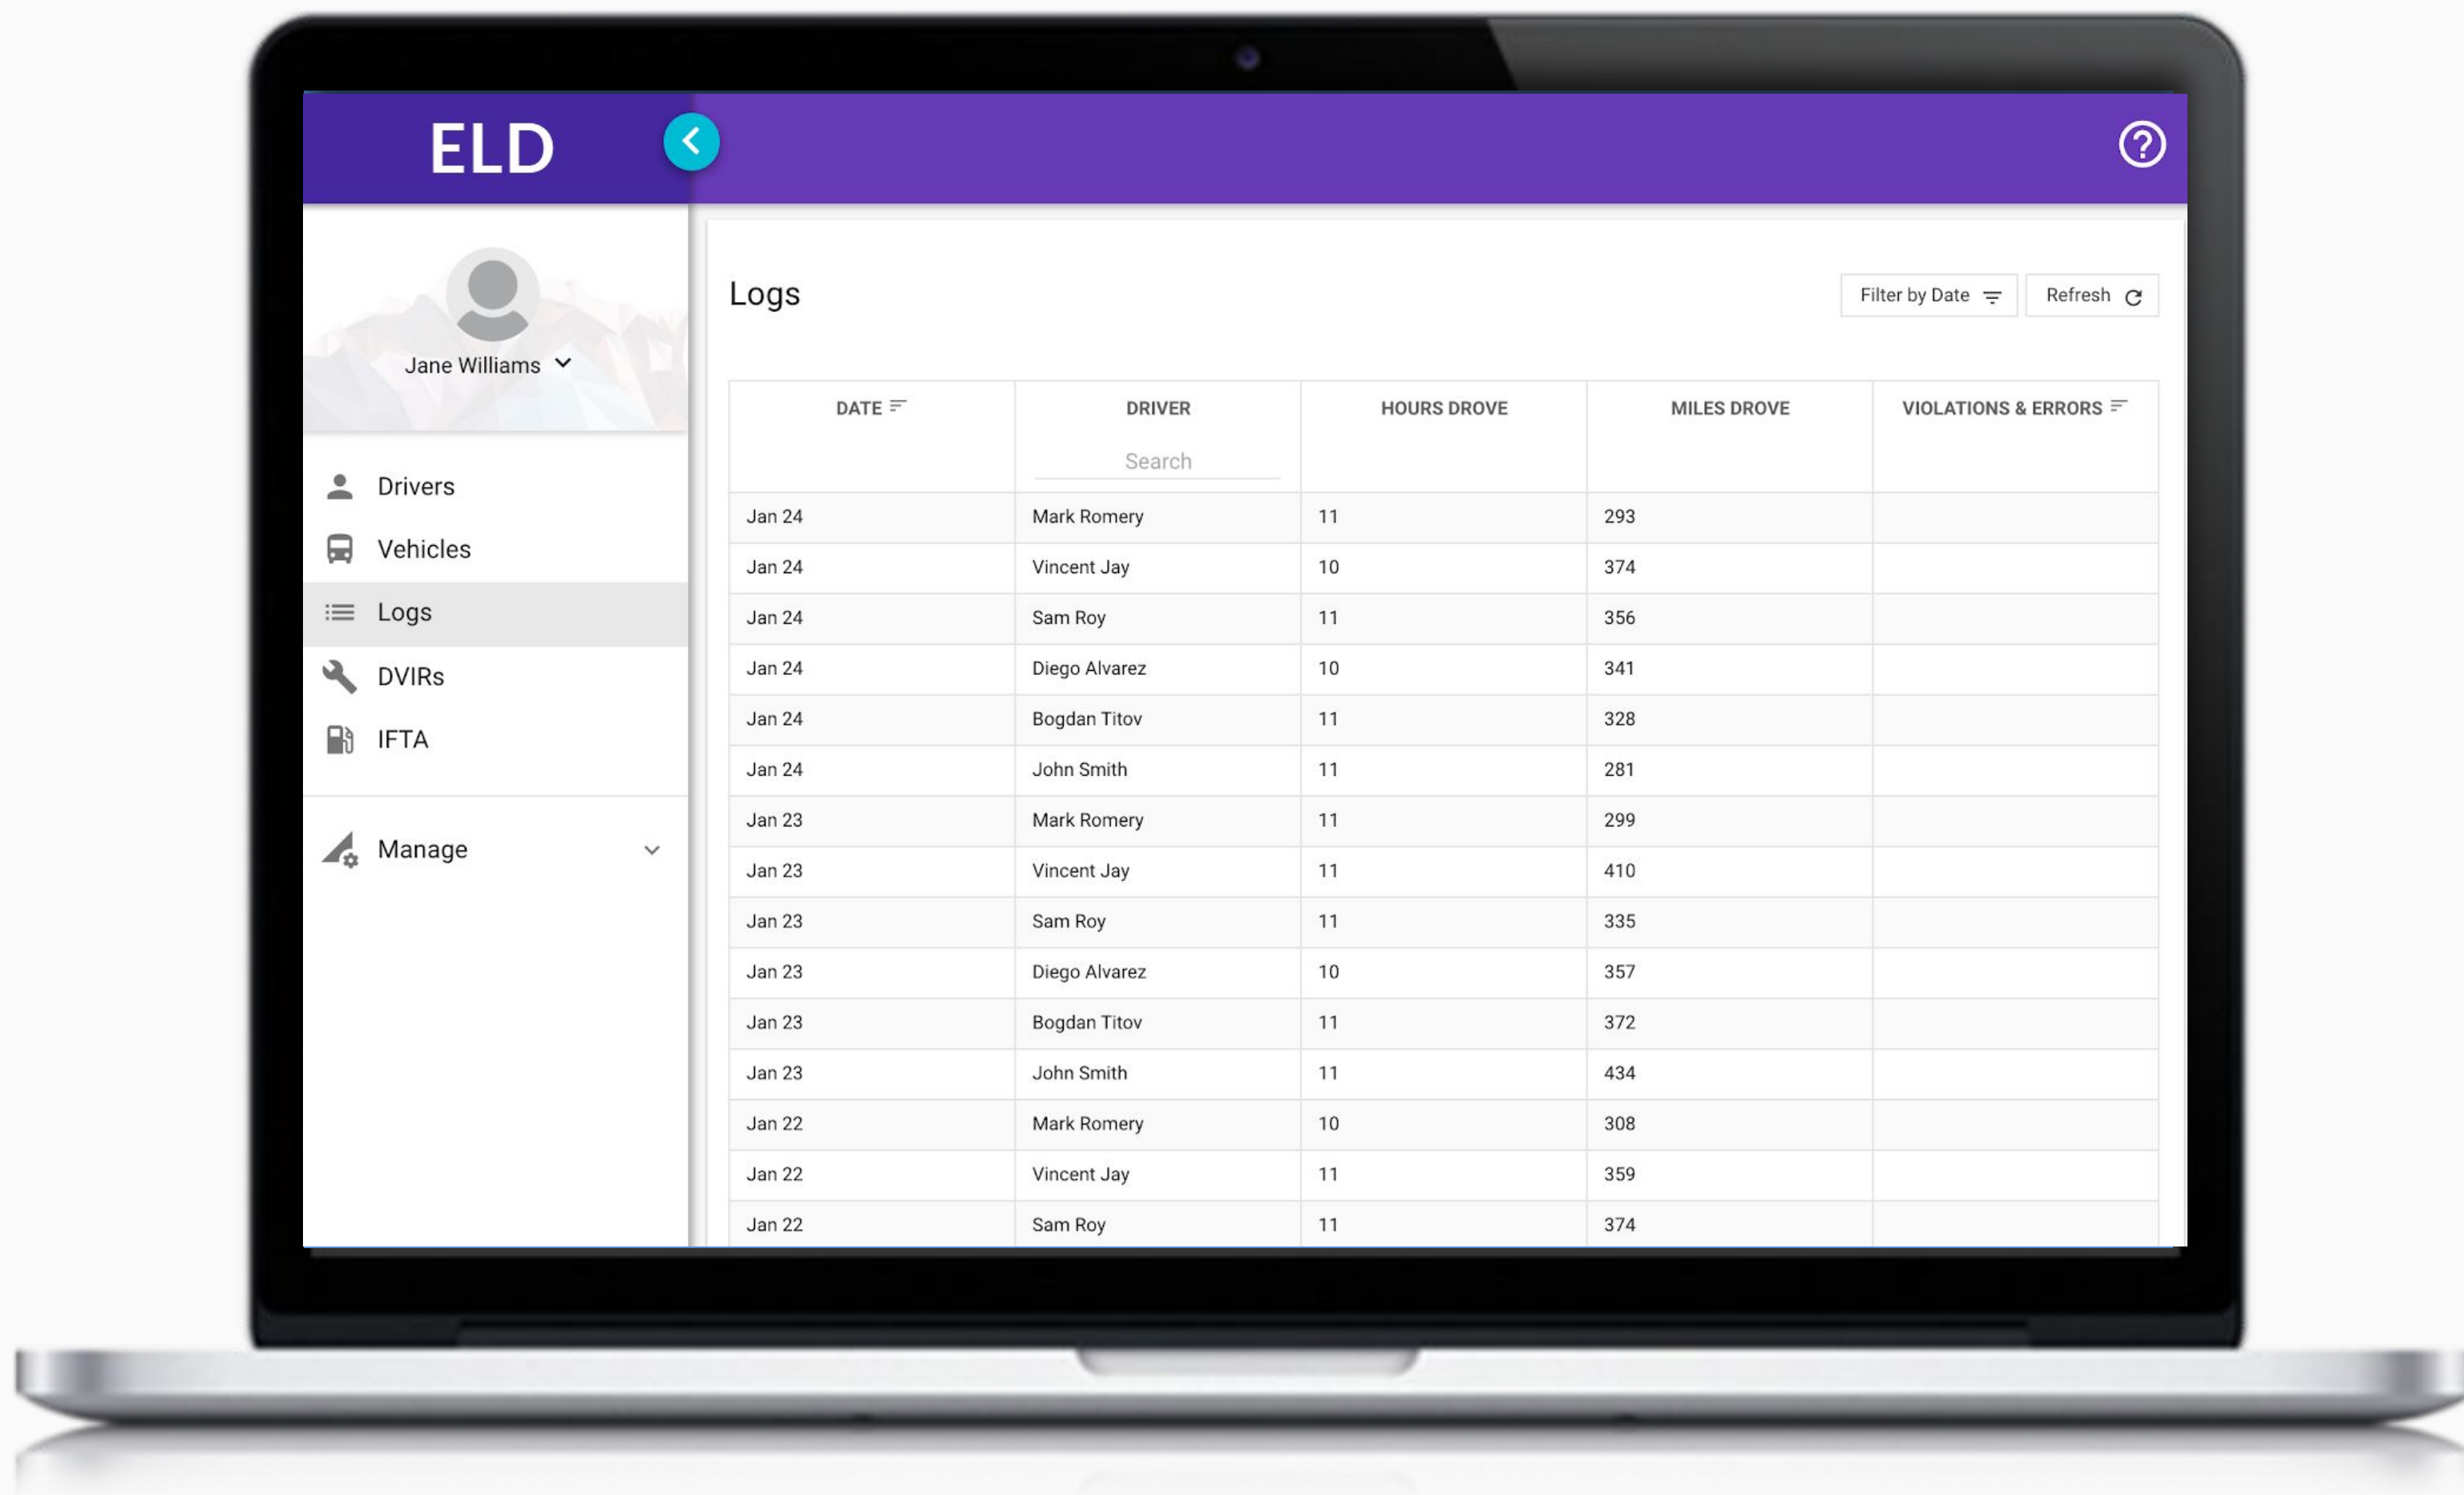 ELD
Jane Williams
Drivers
Vehicles
Logs
DVIRs
IFTA
Manage
Logs
Filter by Date Refresh
DATE DRIVER HOURS DROVE MILES DROVE VIOLATIONS & ERRORS
Search
Jan 24 Mark Romery 11 293
Jan 24 Vincent Jay 10 374
Jan 24 Sam Roy 11 356
Jan 24 Diego Alvarez 10 341
Jan 24 Bogdan Titov 11 328
Jan 24 John Smith 11 281
Jan 23 Mark Romery 11 299
Jan 23 Vincent Jay 11 410
Jan 23 Sam Roy 11 335
Jan 23 Diego Alvarez 10 357
Jan 23 Bogdan Titov 11 372
Jan 23 John Smith 11 434
Jan 22 Mark Romery 10 308
Jan 22 Vincent Jay 11 359
Jan 22 Sam Roy 11 374